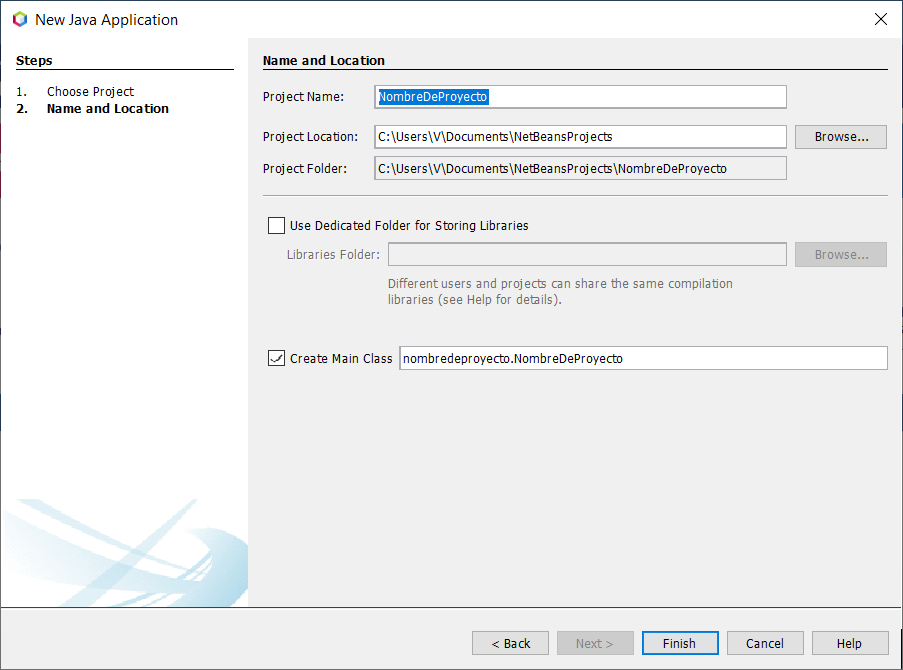 New Java Application
Steps
1. Choose Project
2. Name and Location
Name and Location
Project Name: NombreDeProyecto
Project Location: C:\Users\V\Documents\NetBeansProjects Browse...
Project Folder: C:\Users\V\Documents\NetBeansProjects\NombreDeProyecto
Use Dedicated Folder for Storing Libraries
Libraries Folder: Browse...
Different users and projects can share the same compilation
libraries (see Help for details).
Create Main Class nombredeproyecto.NombreDeProyecto
< Back Next > Finish Cancel Help